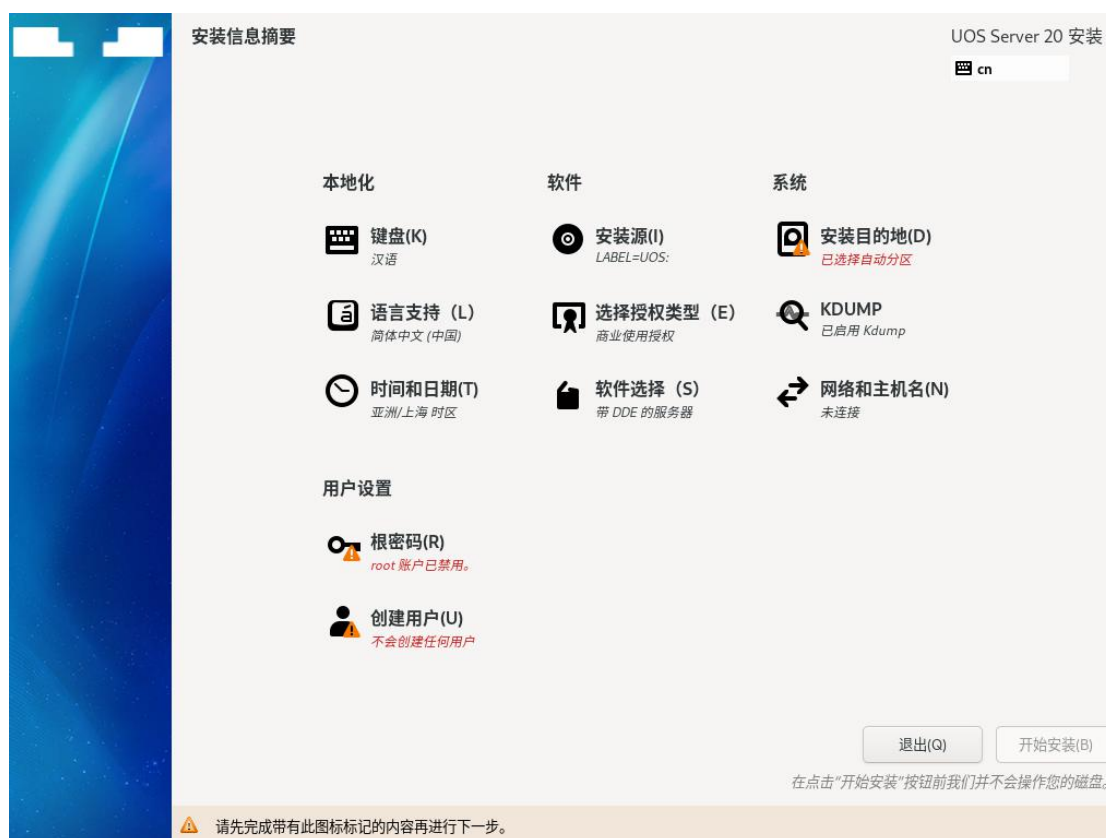 安装信息摘要
UOS Server 20 安装
cn
本地化
键盘(K)
汉语
语言支持（L）
简体中文 (中国)
时间和日期(T)
亚洲/上海 时区
软件
安装源(I)
LABEL=UOS:
选择授权类型（E）
商业使用授权
软件选择（S）
带 DDE 的服务器
系统
安装目的地(D)
已选择自动分区
KDUMP
已启用 Kdump
网络和主机名(N)
未连接
用户设置
根密码(R)
root 账户已禁用。
创建用户(U)
不会创建任何用户
退出(Q)
开始安装(B)
在点击"开始安装"按钮前我们并不会操作您的磁盘。
请先完成带有此图标标记的内容再进行下一步。